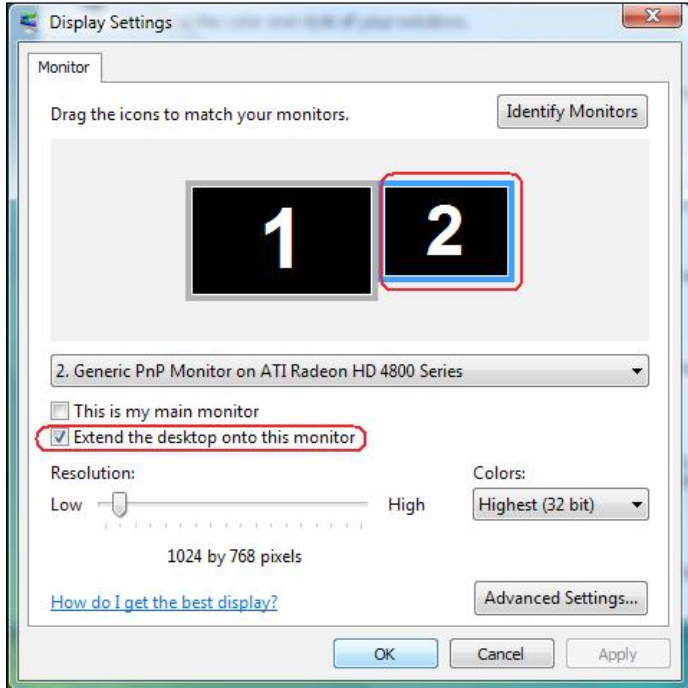 Display Settings
Monitor
Drag the icons to match your monitors.
Identify Monitors
1
2
2. Generic PnP Monitor on ATI Radeon HD 4800 Series
This is my main monitor
Extend the desktop onto this monitor
Resolution:
Colors:
Low
High
Highest (32 bit)
1024 by 768 pixels
How do I get the best display?
Advanced Settings...
OK
Cancel
Apply